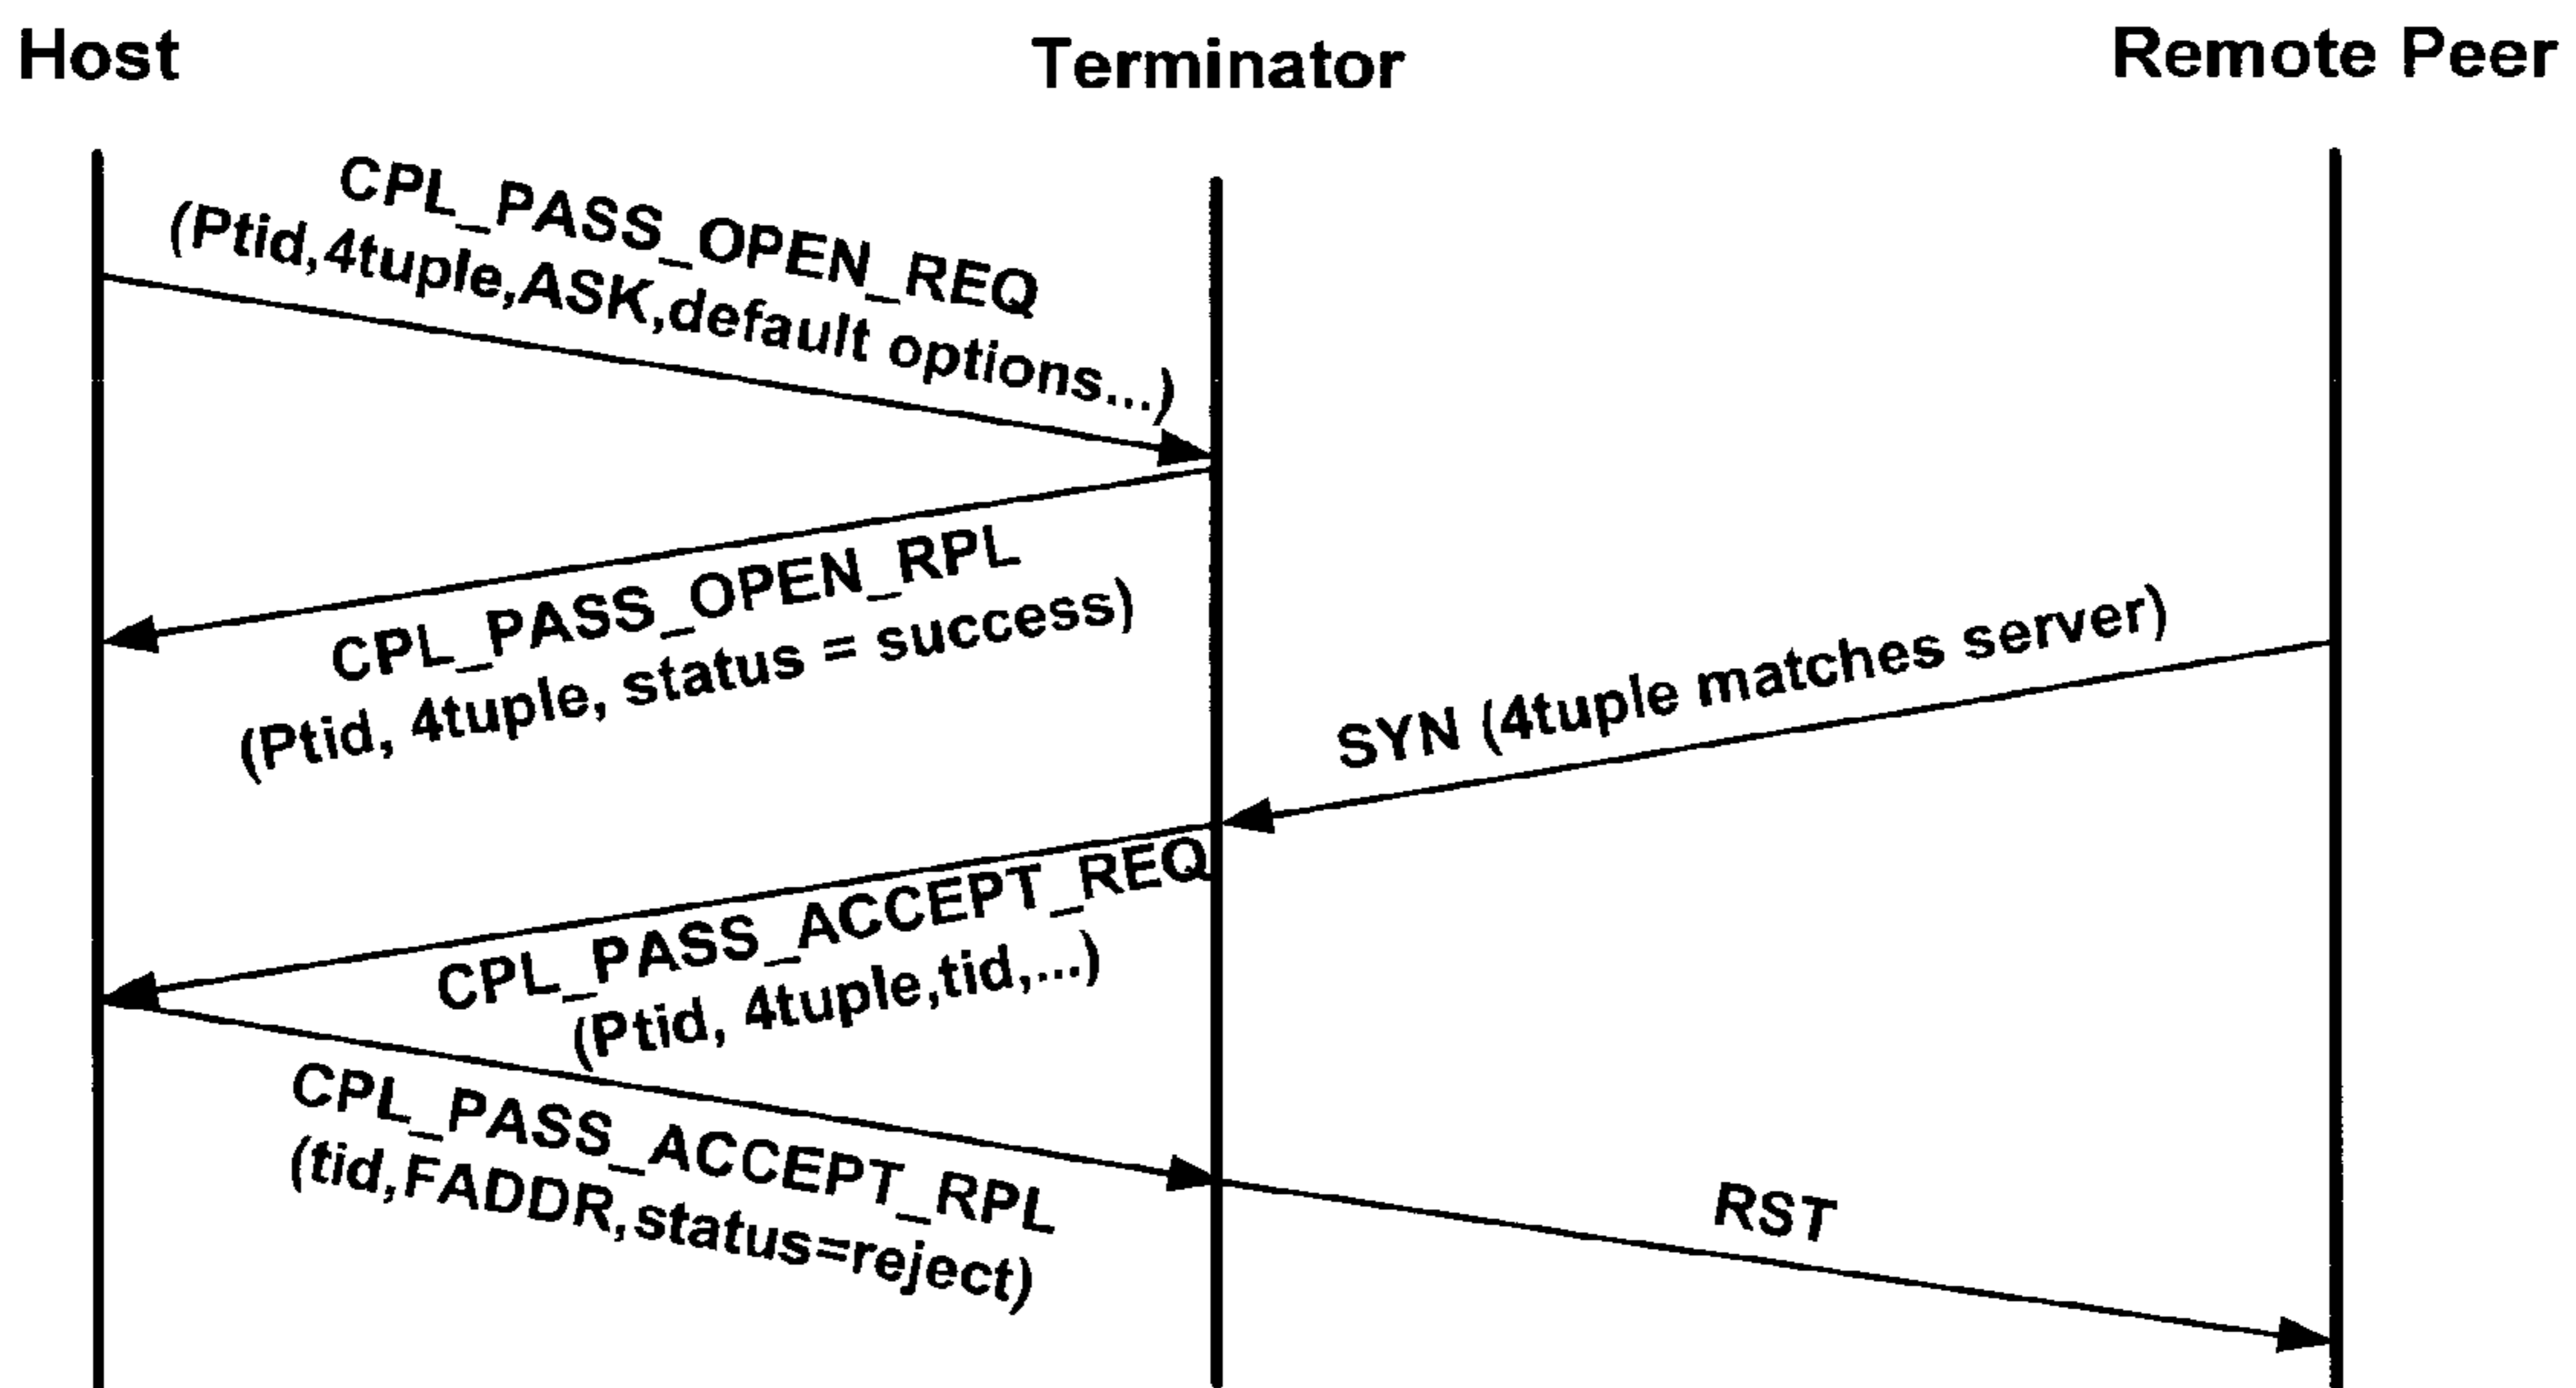 Host
Terminator
Remote Peer
CPL_PASS_OPEN_REQ
(Ptid,4tuple,ASK,default options...)
CPL_PASS_OPEN_RPL
(Ptid, 4tuple, status = success)
SYN (4tuple matches server)
CPL_PASS_ACCEPT_REQ
(Ptid, 4tuple,tid,...)
CPL_PASS_ACCEPT_RPL
(tid,FADDR,status=reject)
RST